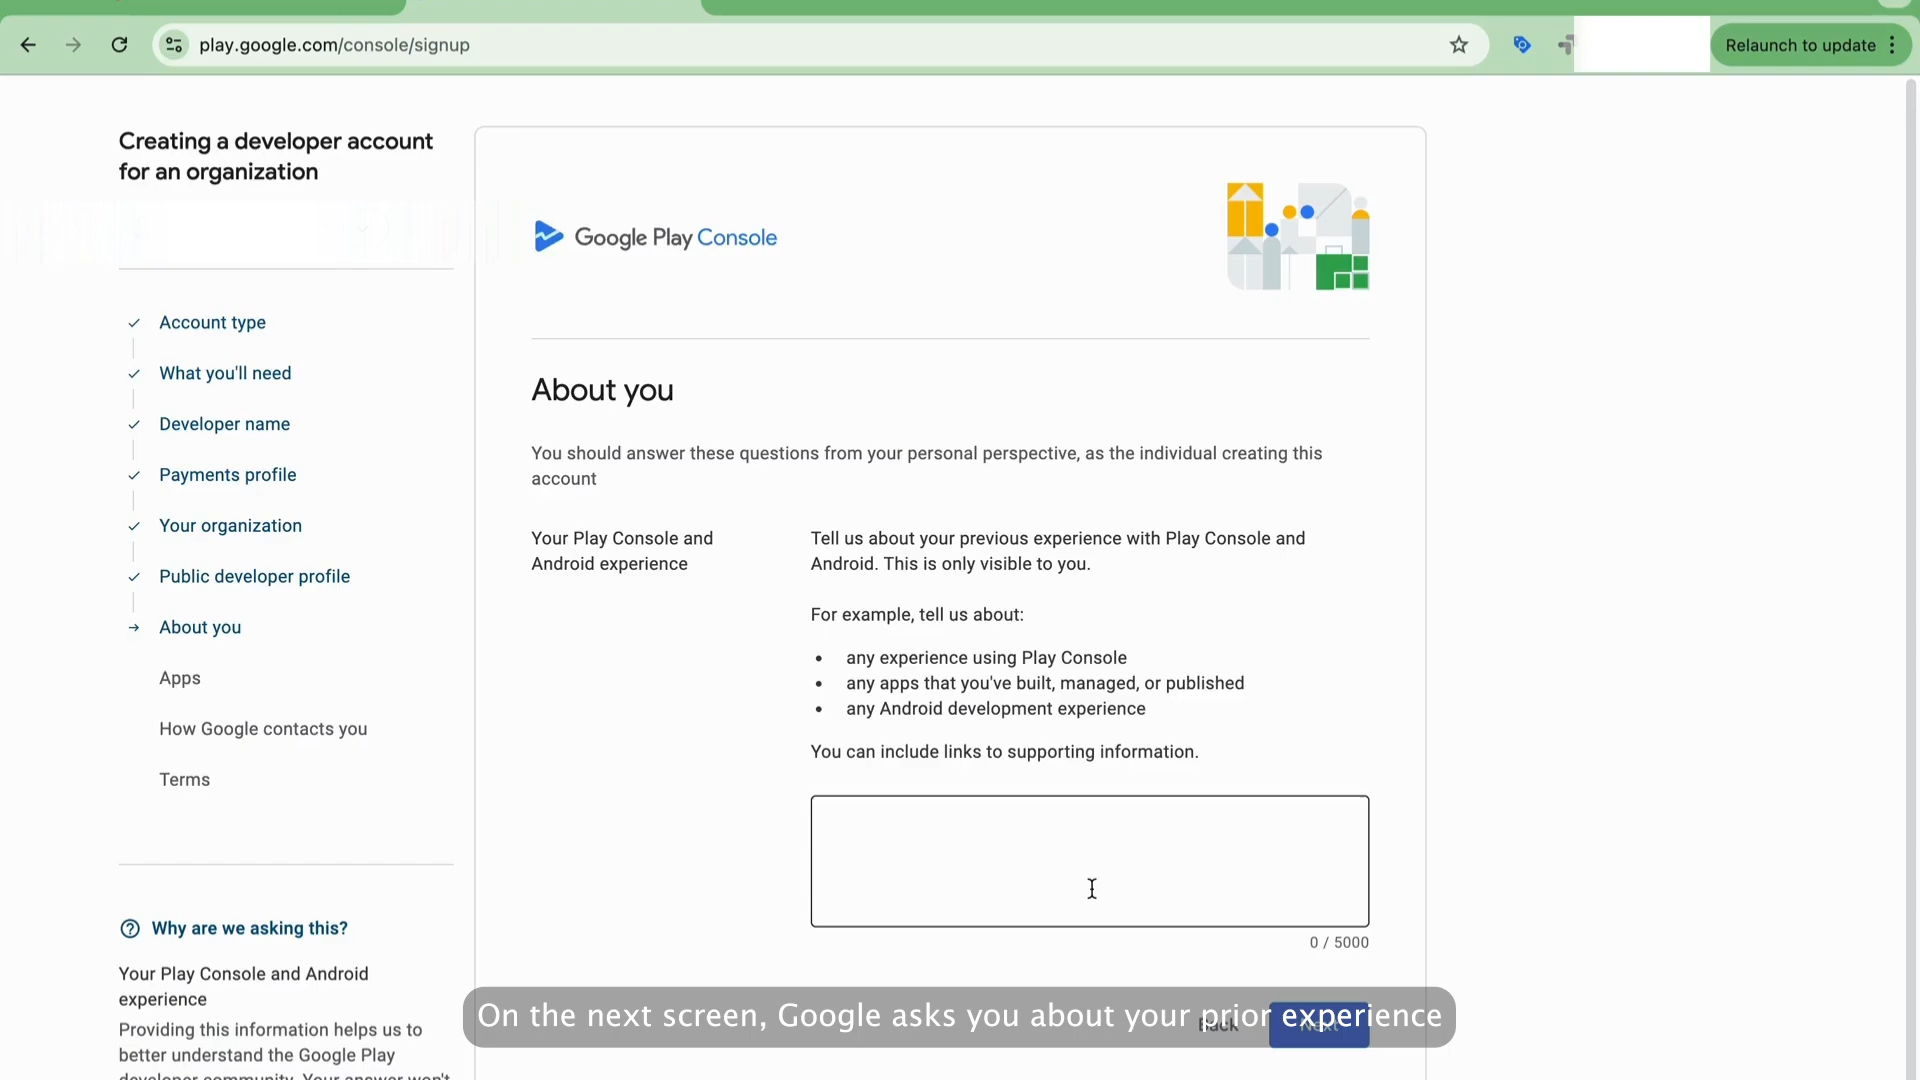 play.google.com/console/signup
Relaunch to update
Creating a developer account
for an organization
Account type
What you'll need
Developer name
Payments profile
Your organization
Public developer profile
About you
Apps
How Google contacts you
Terms
Why are we asking this?
Your Play Console and Android
experience
Providing this information helps us to
better understand the Google Play
developer community. Your answer won't
Google Play Console
About you
You should answer these questions from your personal perspective, as the individual creating this
account
Your Play Console and
Android experience
Tell us about your previous experience with Play Console and
Android. This is only visible to you.
For example, tell us about:
• any experience using Play Console
• any apps that you've built, managed, or published
• any Android development experience
You can include links to supporting information.
0 / 5000
Back
Next
On the next screen, Google asks you about your prior experience